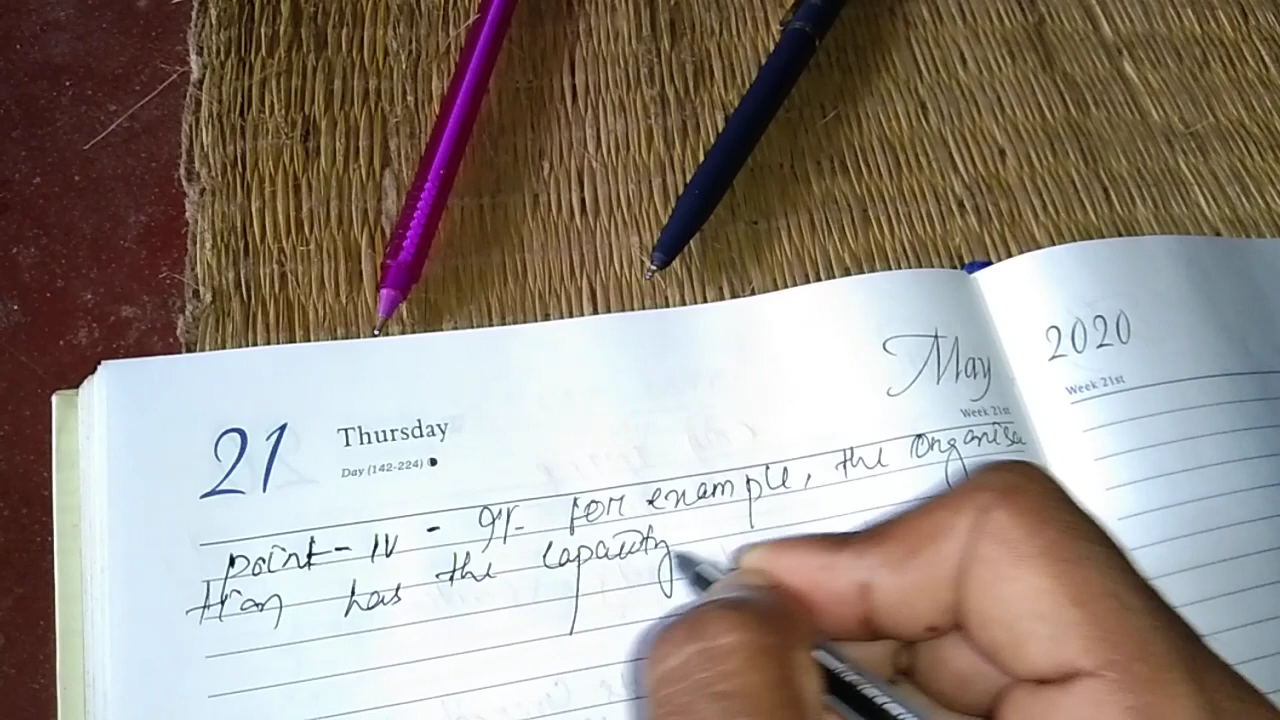 May 2020
21 Thursday
Week 21st
Week 21st
Day (142-224)
point - IV - If for example, the organisa
tion has the capacity